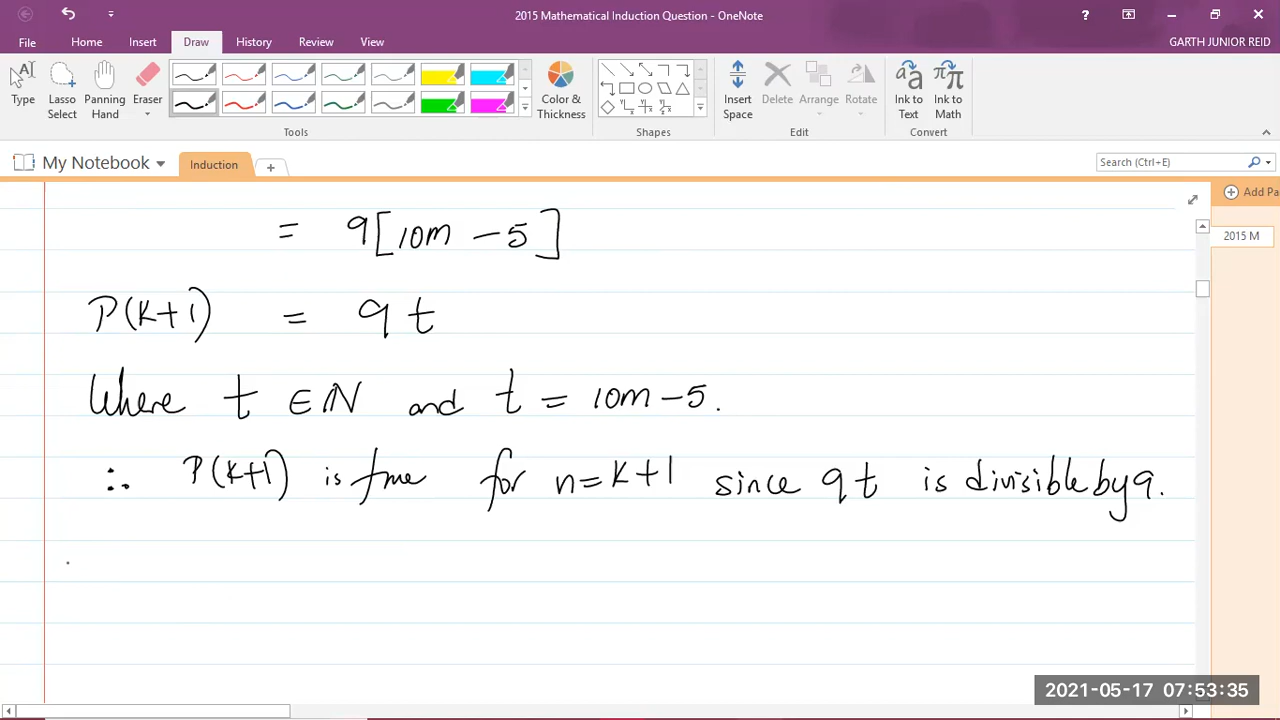 2015 Mathematical Induction Question - OneNote
?
File Home Insert Draw History Review View
GARTH JUNIOR REID
Type
Lasso Select
Panning Hand
Eraser
Color & Thickness
Insert Space
Delete
Arrange
Rotate
Ink to Text
Ink to Math
Tools
Shapes
Edit
Convert
My Notebook
Induction
Search (Ctrl+E)
Add Pa
2015 M
= 9[10m - 5]
P(k+1) = 9t
Where t ∈ ℕ and t = 10m - 5.
∴ P(k+1) is true for n = k+1 since 9t is divisible by 9.
2021-05-17 07:53:35